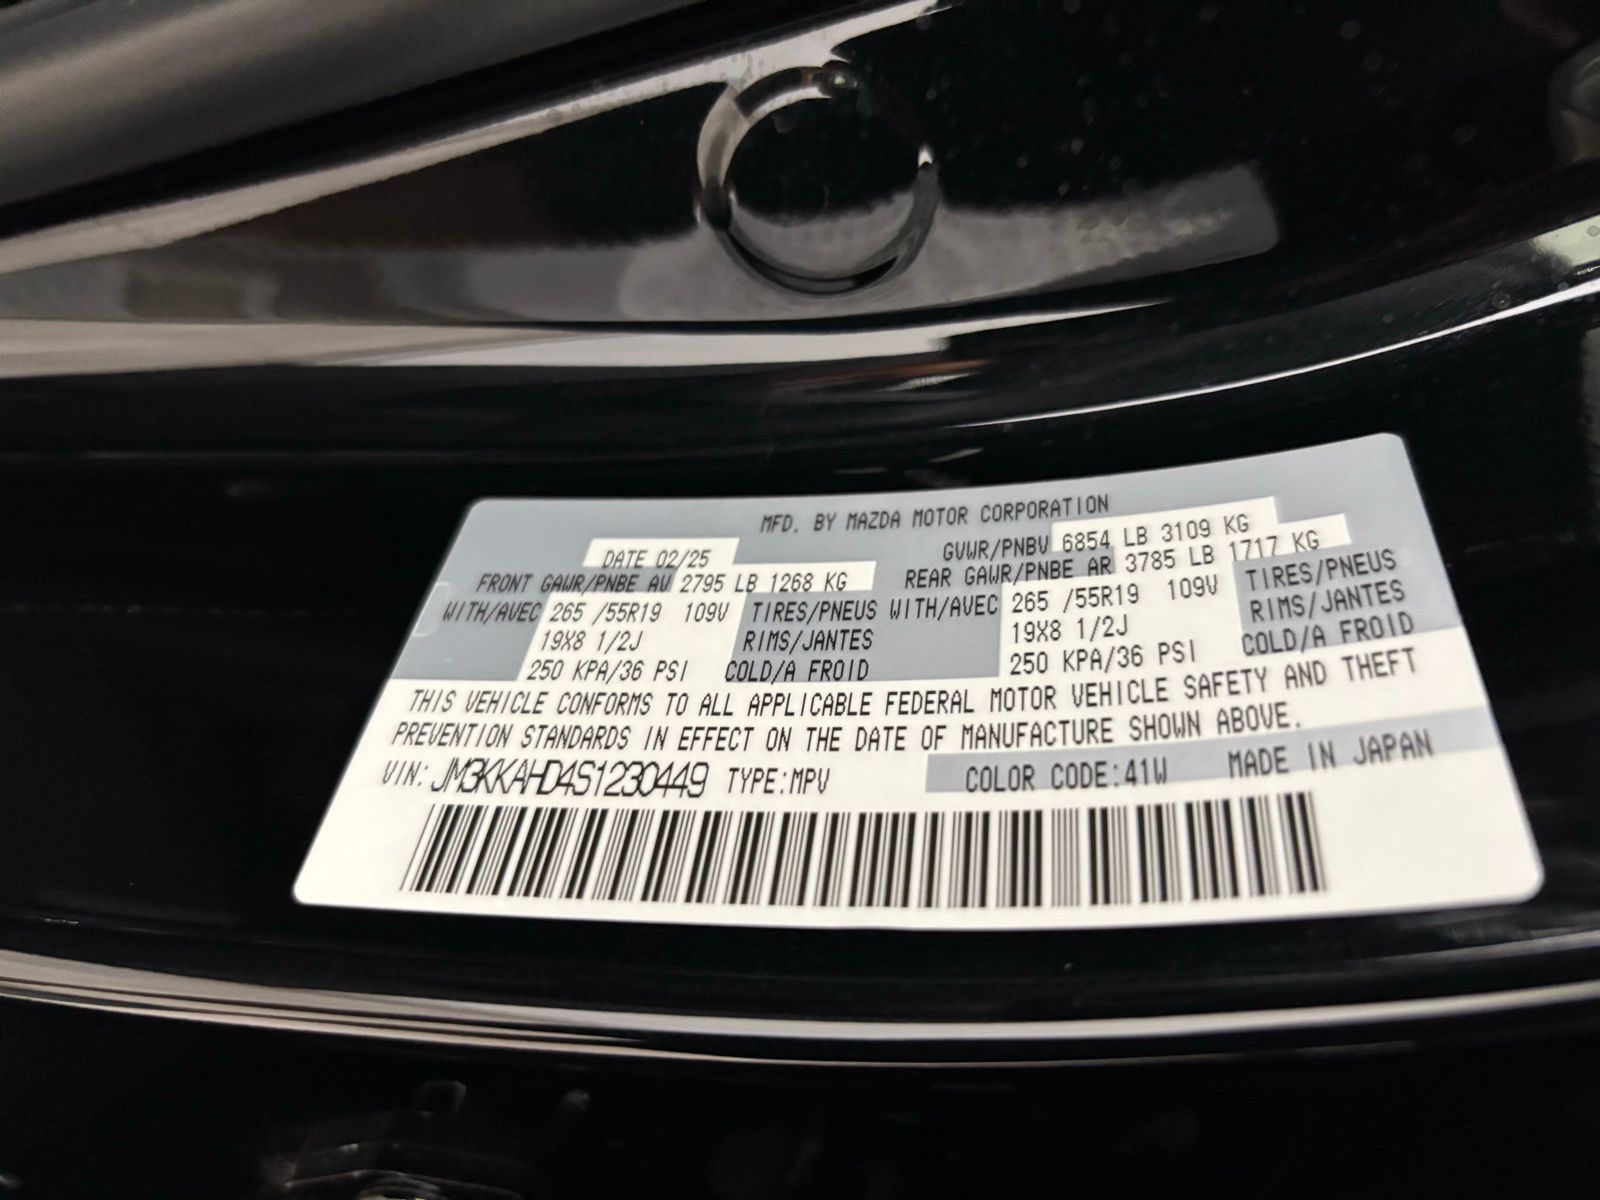 MFD. BY MAZDA MOTOR CORPORATION
DATE 02/25 GVWR/PNBV 6854 LB 3109 KG
FRONT GAWR/PNBE AV 2795 LB 1268 KG REAR GAWR/PNBE AR 3785 LB 1717 KG
WITH/AVEC 265 /55R19 109V TIRES/PNEUS WITH/AVEC 265 /55R19 109V TIRES/PNEUS
19X8 1/2J RIMS/JANTES 19X8 1/2J RIMS/JANTES
250 KPA/36 PSI COLD/A FROID 250 KPA/36 PSI COLD/A FROID
THIS VEHICLE CONFORMS TO ALL APPLICABLE FEDERAL MOTOR VEHICLE SAFETY AND THEFT
PREVENTION STANDARDS IN EFFECT ON THE DATE OF MANUFACTURE SHOWN ABOVE.
VIN: JM3KKAHD4S1230449 TYPE:MPV COLOR CODE:41W MADE IN JAPAN